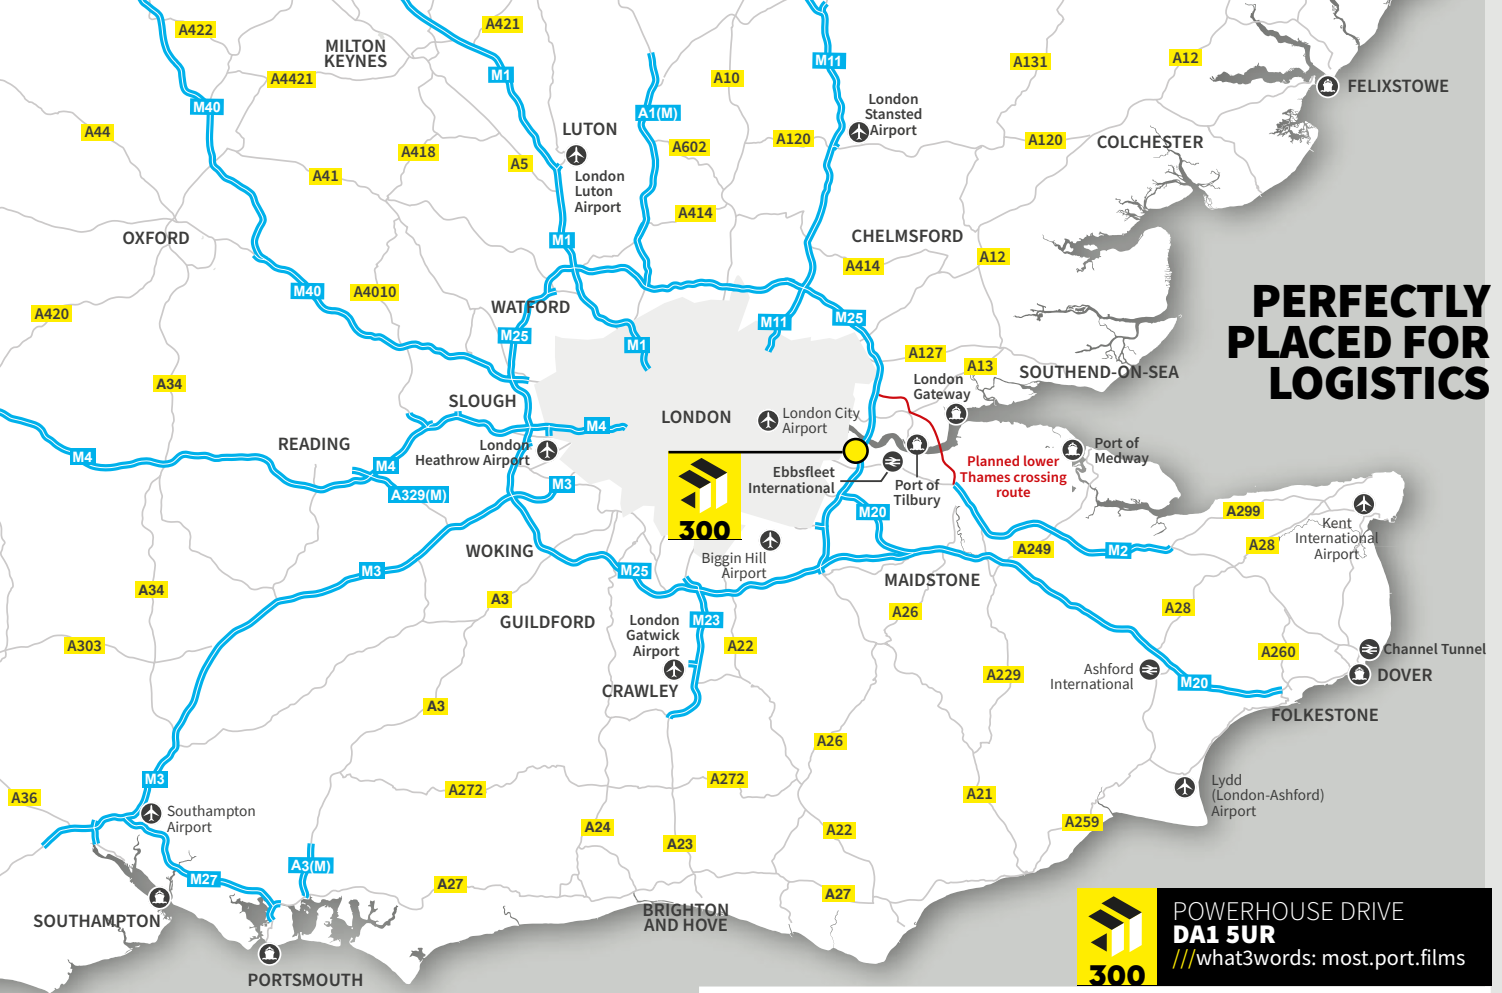 A422
A421
MILTON
KEYNES
M1
M11
A131
A12
A4421
A10
FELIXSTOWE
M40
A1(M)
London
Stansted
Airport
A44
LUTON
A418
A5
A602
A120
A120
COLCHESTER
A41
London
Luton
Airport
A414
OXFORD
M1
CHELMSFORD
A12
A414
M40
A4010
WATFORD
A420
M25
M11
M25
PERFECTLY
PLACED FOR
LOGISTICS
M1
A127
A13
SOUTHEND-ON-SEA
A34
London
Gateway
SLOUGH
LONDON
London City
Airport
M4
READING
London
Heathrow Airport
Port of
Medway
M4
M4
Planned lower
Thames crossing
route
Ebbsfleet
International
Port of
Tilbury
A329(M)
M3
300
M20
A299
Kent
International
Airport
A28
WOKING
Biggin Hill
Airport
A249
M2
M3
M25
MAIDSTONE
A34
A3
GUILDFORD
London
Gatwick
Airport
M23
A26
A28
A303
A22
A260
Channel Tunnel
DOVER
CRAWLEY
A229
Ashford
International
M20
A3
FOLKESTONE
A26
M3
A272
A272
A21
Lydd
(London-Ashford)
Airport
A36
Southampton
Airport
A24
A23
A22
A259
A3(M)
M27
A27
A27
SOUTHAMPTON
BRIGHTON
AND HOVE
PORTSMOUTH
300
POWERHOUSE DRIVE
DA1 5UR
///what3words: most.port.films